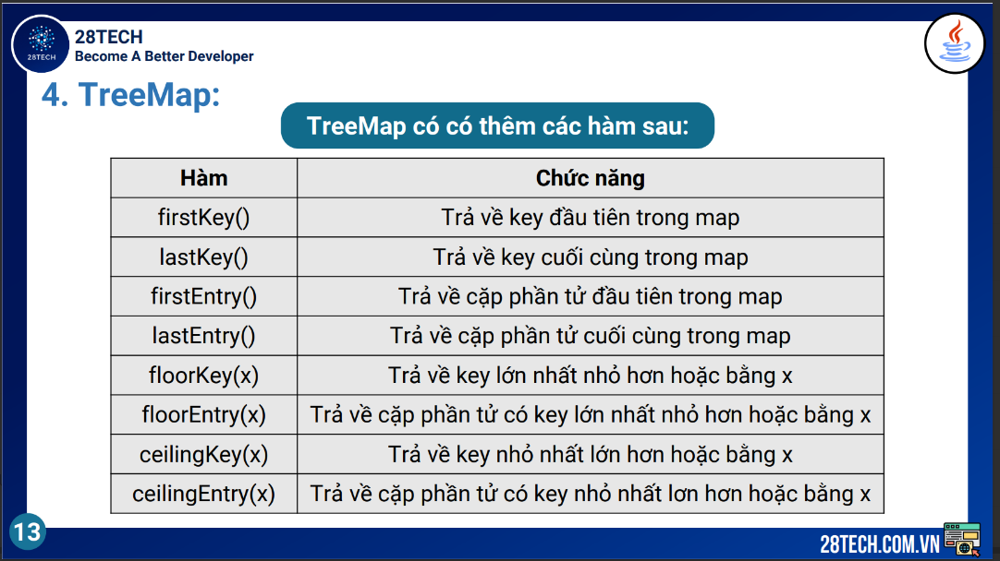 28TECH
28TECH
Become A Better Developer
4. TreeMap:
TreeMap có có thêm các hàm sau:
Hàm Chức năng
firstKey() Trả về key đầu tiên trong map
lastKey() Trả về key cuối cùng trong map
firstEntry() Trả về cặp phần tử đầu tiên trong map
lastEntry() Trả về cặp phần tử cuối cùng trong map
floorKey(x) Trả về key lớn nhất nhỏ hơn hoặc bằng x
floorEntry(x) Trả về cặp phần tử có key lớn nhất nhỏ hơn hoặc bằng x
ceilingKey(x) Trả về key nhỏ nhất lớn hơn hoặc bằng x
ceilingEntry(x) Trả về cặp phần tử có key nhỏ nhất lơn hơn hoặc bằng x
13
28TECH.COM.VN